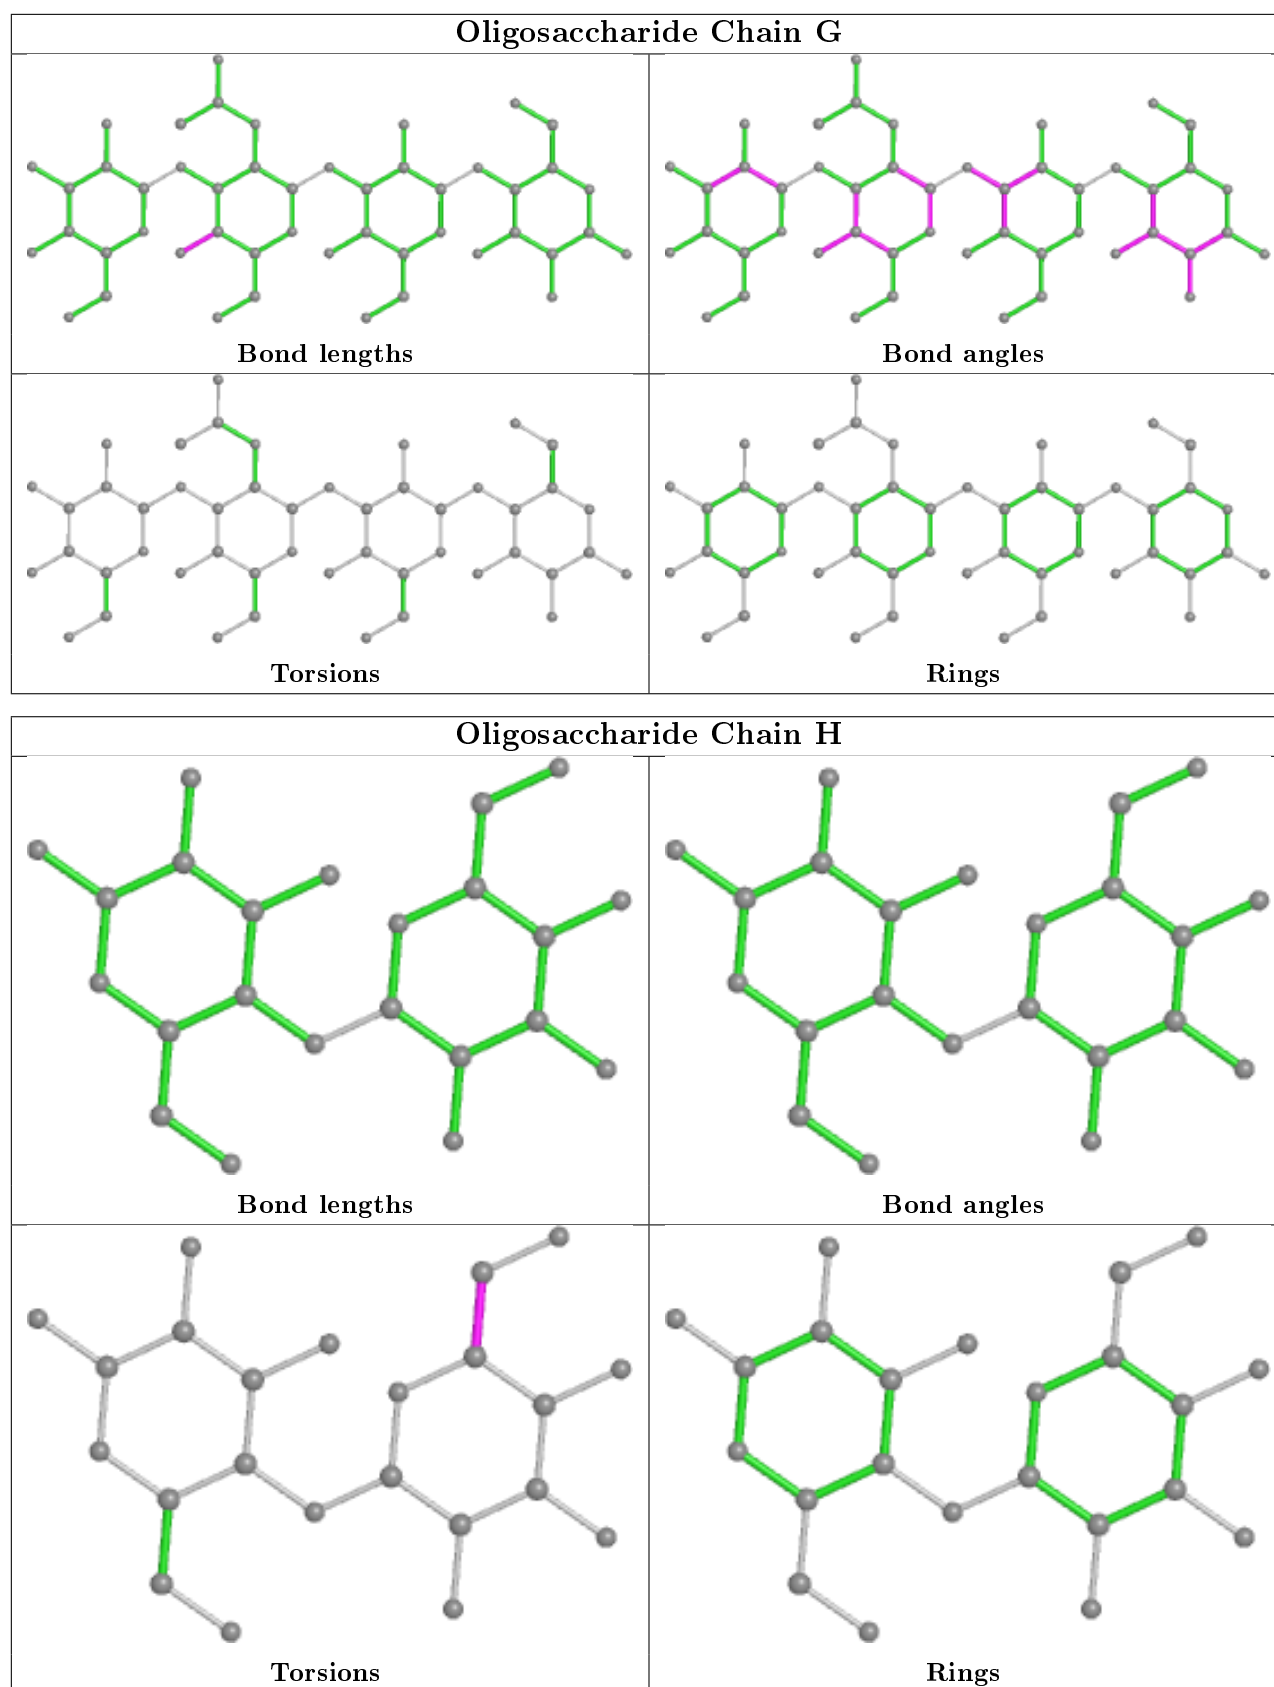 Oligosaccharide Chain G
Bond lengths
Bond angles
Torsions
Rings
Oligosaccharide Chain H
Bond lengths
Bond angles
Torsions
Rings